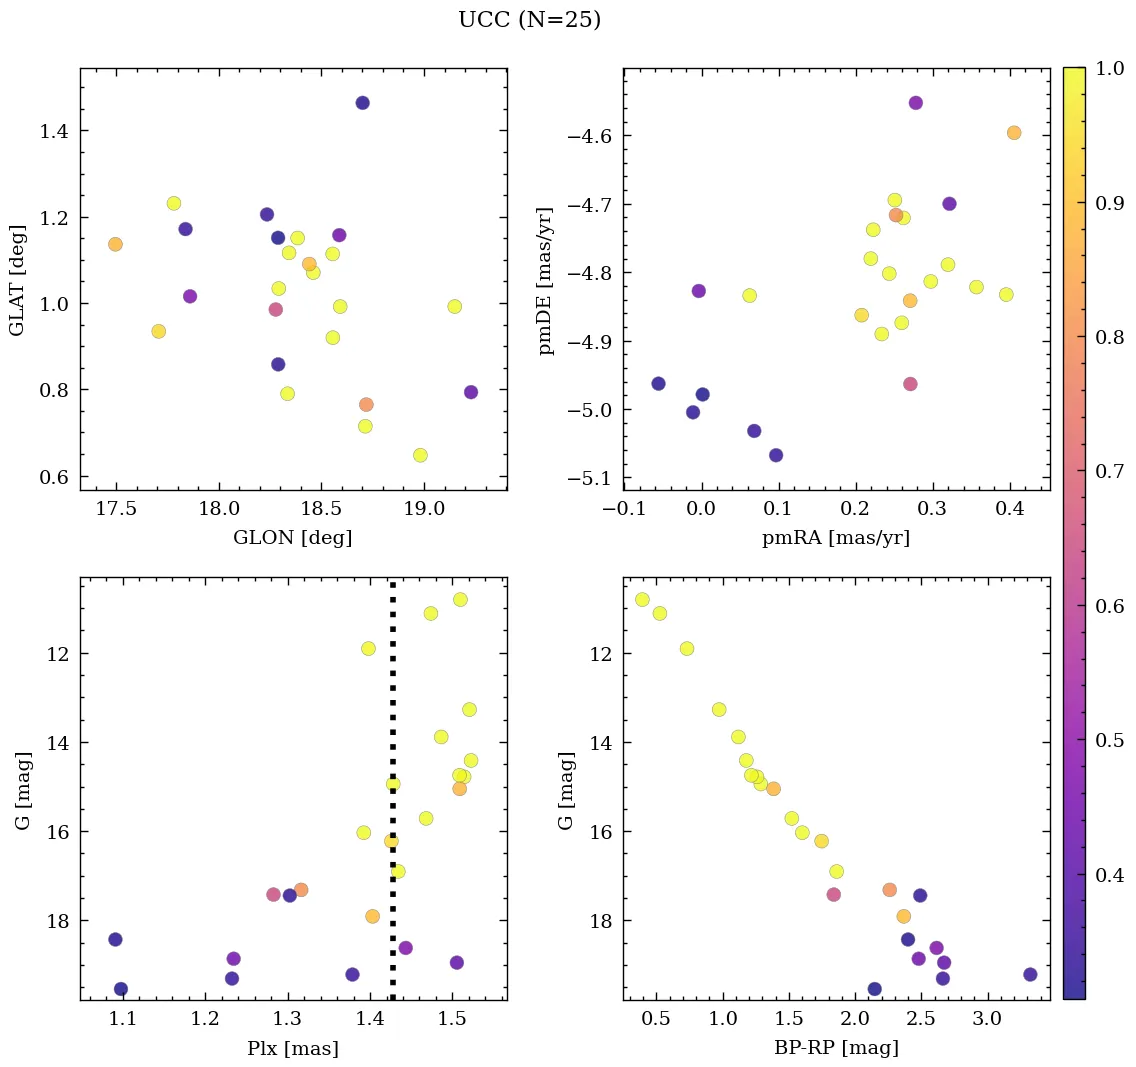 UCC (N=25)
1.4
1.2
1.0
0.8
0.6
GLAT [deg]
17.5 18.0 18.5 19.0
GLON [deg]
−4.6
−4.7
−4.8
−4.9
−5.0
−5.1
pmDE [mas/yr]
−0.1 0.0 0.1 0.2 0.3 0.4
pmRA [mas/yr]
12
14
16
18
G [mag]
1.1 1.2 1.3 1.4 1.5
Plx [mas]
12
14
16
18
G [mag]
0.5 1.0 1.5 2.0 2.5 3.0
BP-RP [mag]
1.0
0.9
0.8
0.7
0.6
0.5
0.4